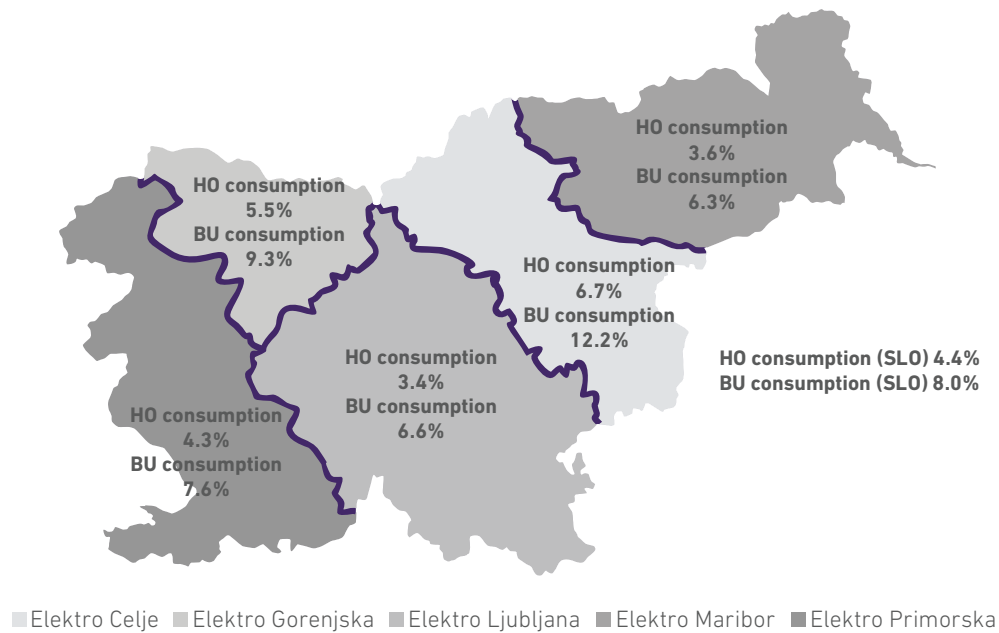 HO consumption
3.6%
BU consumption
6.3%
HO consumption
5.5%
BU consumption
9.3%
HO consumption
6.7%
BU consumption
12.2%
HO consumption
3.4%
BU consumption
6.6%
HO consumption (SLO) 4.4%
BU consumption (SLO) 8.0%
HO consumption
4.3%
BU consumption
7.6%
Elektro Celje Elektro Gorenjska Elektro Ljubljana Elektro Maribor Elektro Primorska